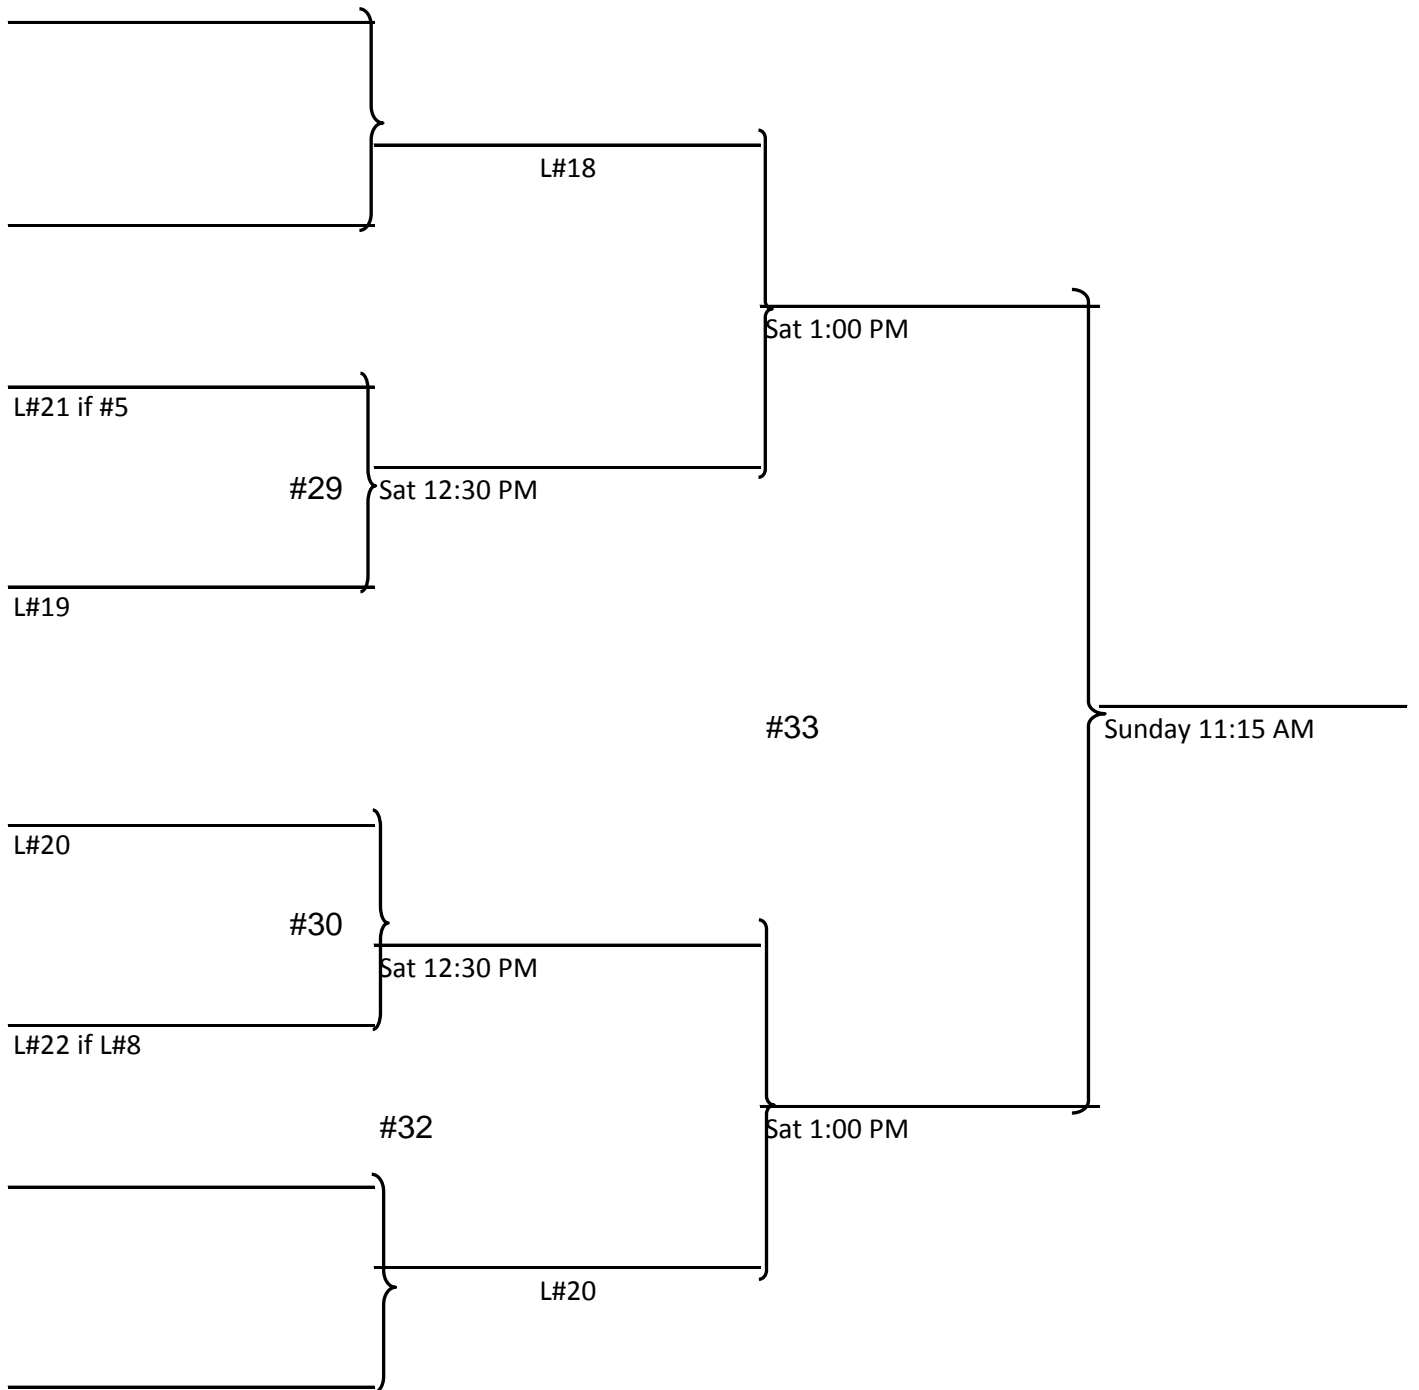 L#18
Sat 1:00 PM
L#21 if #5
#29
Sat 12:30 PM
L#19
#33
Sunday 11:15 AM
L#20
#30
Sat 12:30 PM
L#22 if L#8
#32
Sat 1:00 PM
L#20